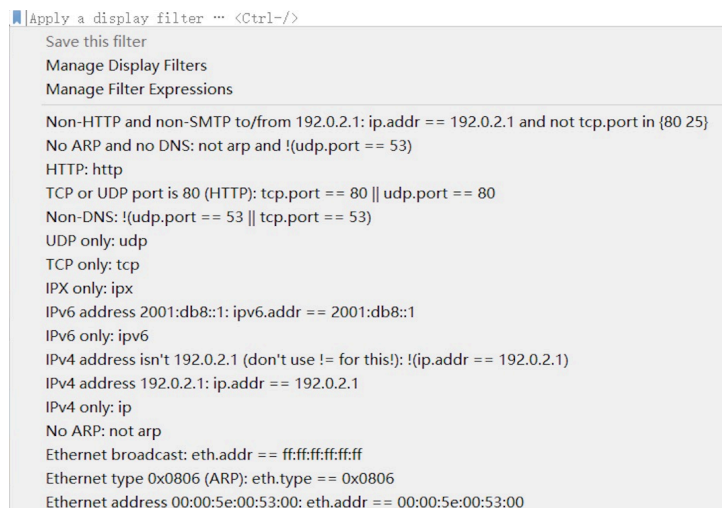 Apply a display filter … <Ctrl-/>
Save this filter
Manage Display Filters
Manage Filter Expressions
Non-HTTP and non-SMTP to/from 192.0.2.1: ip.addr == 192.0.2.1 and not tcp.port in {80 25}
No ARP and no DNS: not arp and !(udp.port == 53)
HTTP: http
TCP or UDP port is 80 (HTTP): tcp.port == 80 || udp.port == 80
Non-DNS: !(udp.port == 53 || tcp.port == 53)
UDP only: udp
TCP only: tcp
IPX only: ipx
IPv6 address 2001:db8::1: ipv6.addr == 2001:db8::1
IPv6 only: ipv6
IPv4 address isn't 192.0.2.1 (don't use != for this!): !(ip.addr == 192.0.2.1)
IPv4 address 192.0.2.1: ip.addr == 192.0.2.1
IPv4 only: ip
No ARP: not arp
Ethernet broadcast: eth.addr == ff:ff:ff:ff:ff:ff
Ethernet type 0x0806 (ARP): eth.type == 0x0806
Ethernet address 00:00:5e:00:53:00: eth.addr == 00:00:5e:00:53:00